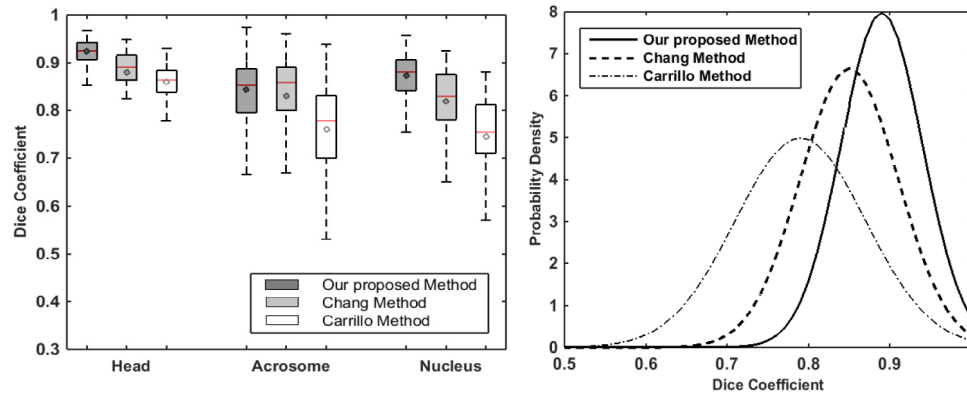 Dice Coefficient
1
0.9
0.8
0.7
0.6
0.5
0.4
0.3
Our proposed Method
Chang Method
Carrillo Method
Head Acrosome Nucleus
Probability Density
8
7
6
5
4
3
2
1
0
Our proposed Method
Chang Method
Carrillo Method
0.5 0.6 0.7 0.8 0.9
Dice Coefficient